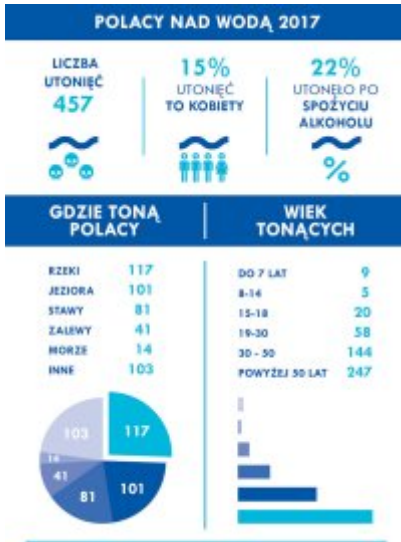 POLACY NAD WODĄ 2017
LICZBA
UTONIĘĆ
457
15%
UTONIĘĆ
TO KOBIETY
22%
UTONĘŁO PO
SPOŻYCIU
ALKOHOLU
%
GDZIE TONĄ
POLACY
RZEKI 117
JEZIORA 101
STAWY 81
ZALEWY 41
MORZE 14
INNE 103
103
117
14
41
81
101
WIEK
TONĄCYCH
DO 7 LAT 9
8-14 5
15-18 20
19-30 58
30 - 50 144
POWYŻEJ 50 LAT 247